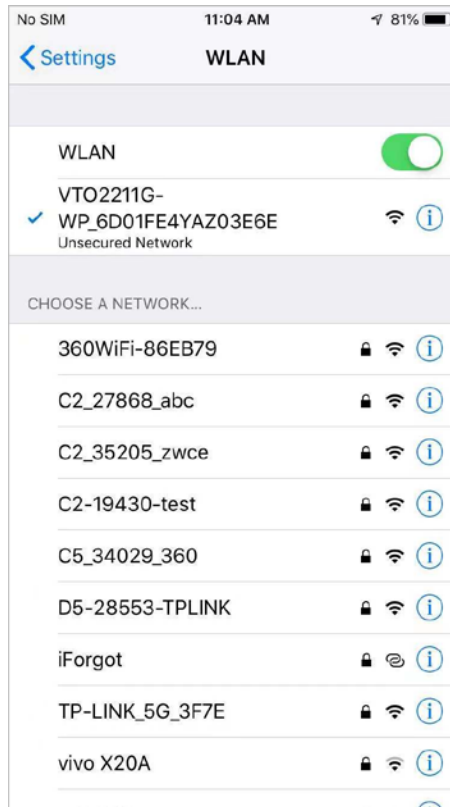 No SIM 11:04 AM 81%
Settings WLAN
WLAN
VTO2211G-
WP_6D01FE4YAZ03E6E
Unsecured Network
CHOOSE A NETWORK...
360WiFi-86EB79
C2_27868_abc
C2_35205_zwce
C2-19430-test
C5_34029_360
D5-28553-TPLINK
iForgot
TP-LINK_5G_3F7E
vivo X20A